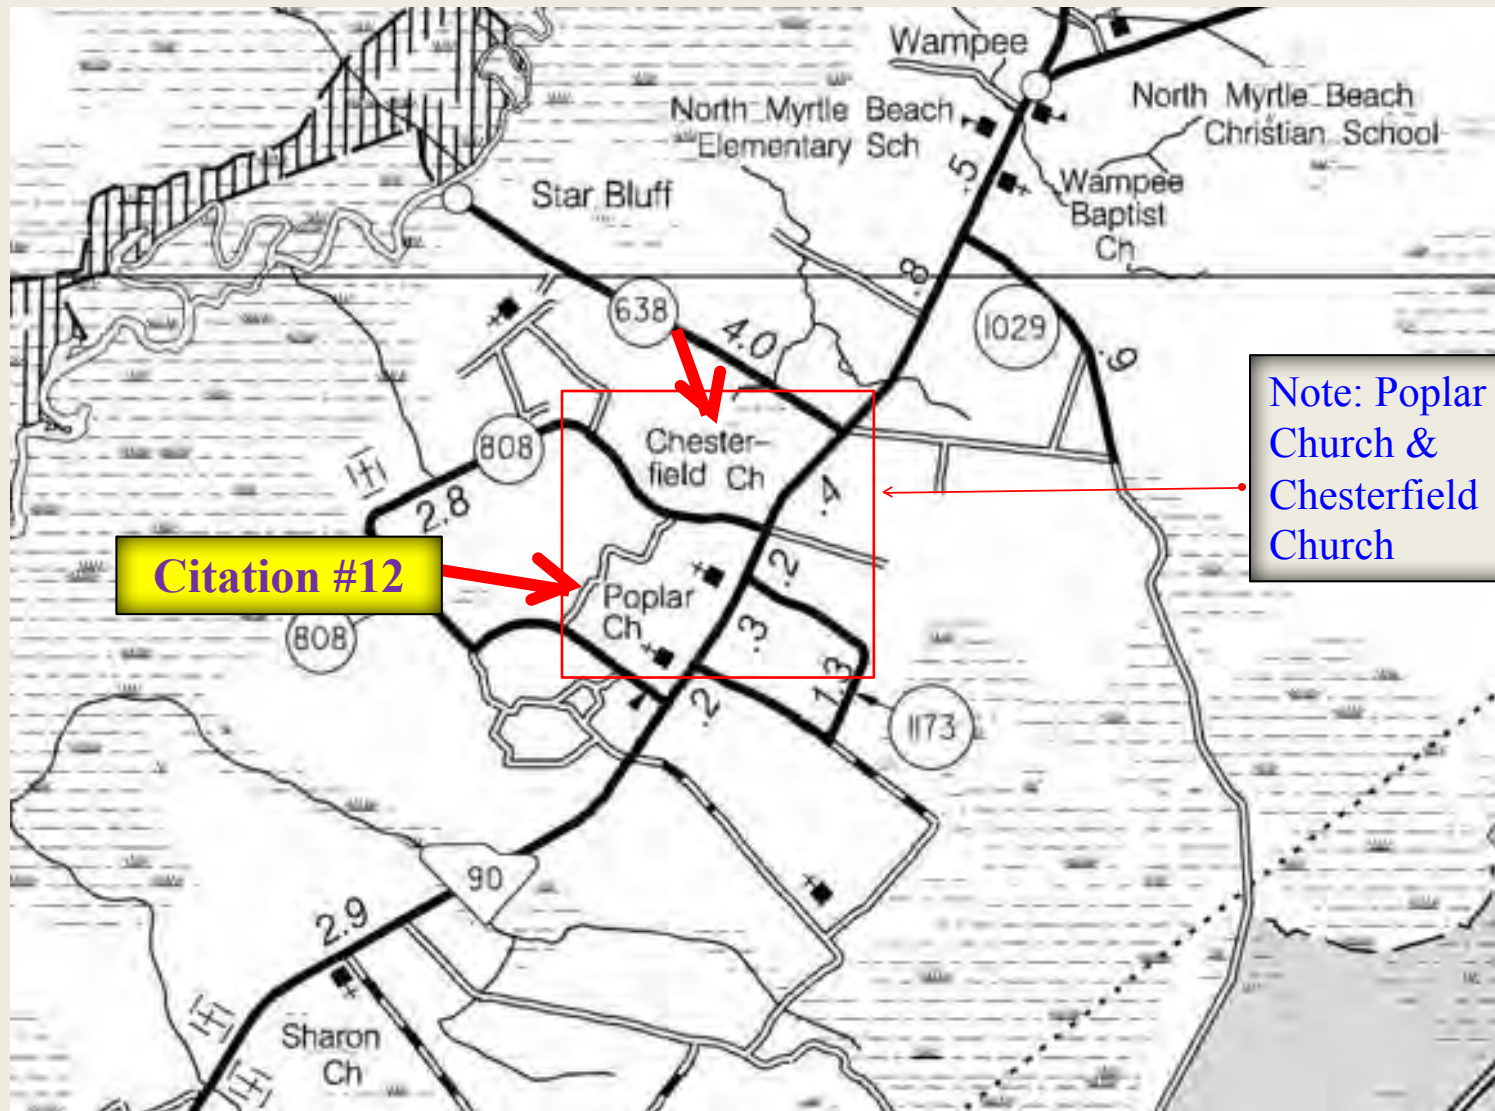 Wampee
North Myrtle Beach
Elementary Sch
North Myrtle Beach
Christian School
.5
Star Bluff
Wampee
Baptist
Ch
.8
638
4.0
1029
.6
Note: Poplar
Church &
Chesterfield
Church
808
Chester-
field Ch
.4
2.8
Citation #12
.2
Poplar
Ch
808
.3
1.3
.2
1173
90
2.9
Sharon
Ch